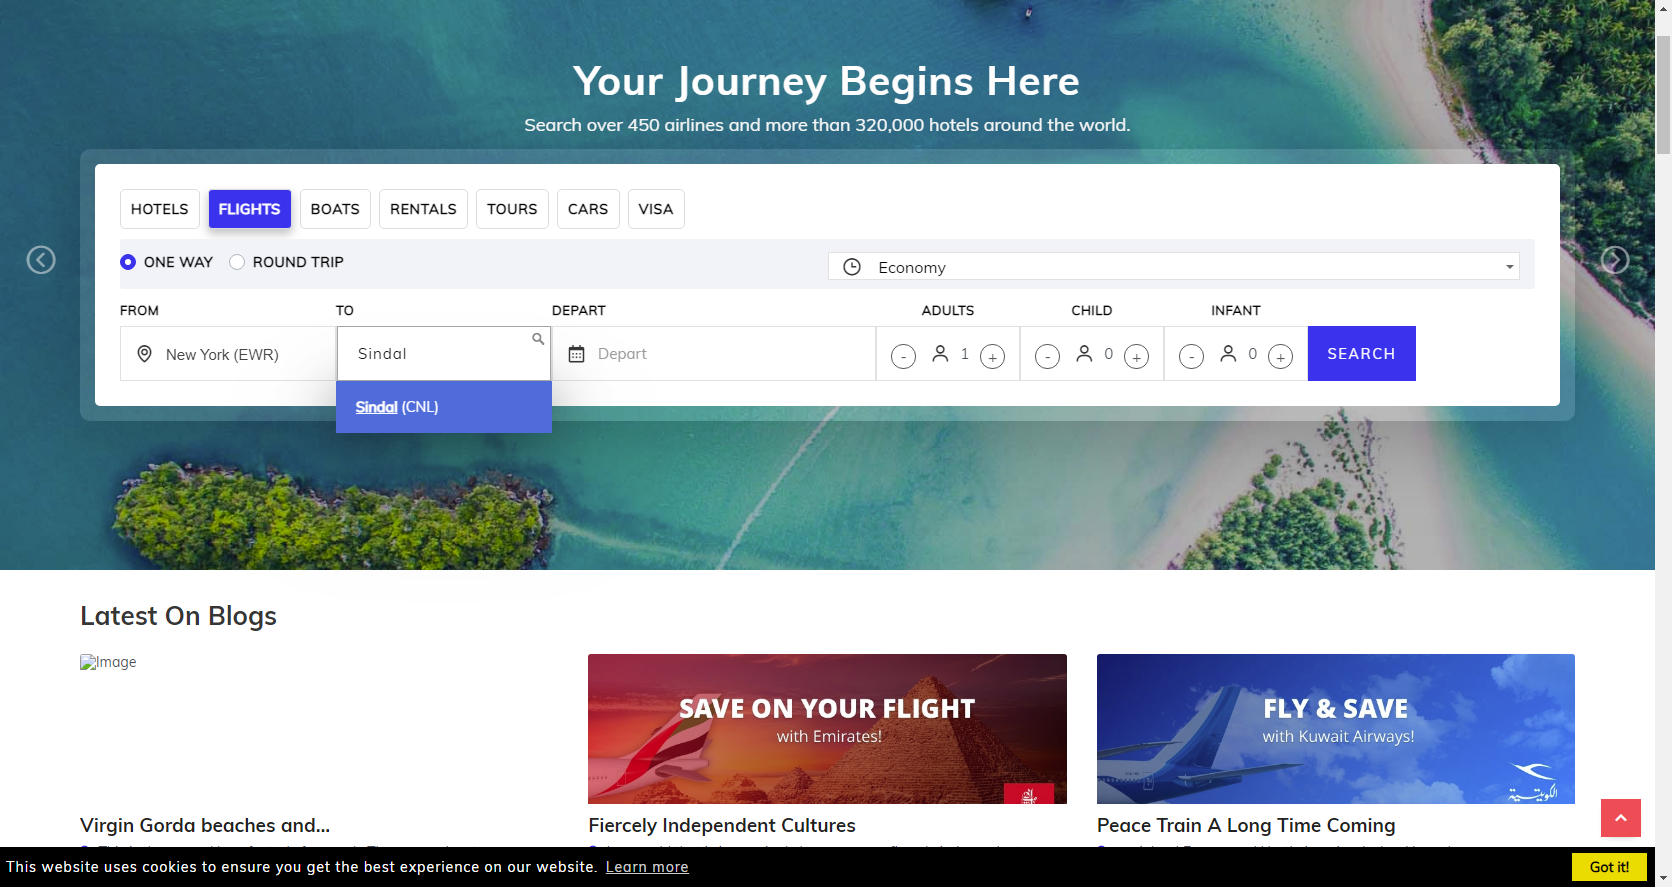 Your Journey Begins Here
Search over 450 airlines and more than 320,000 hotels around the world.
HOTELS FLIGHTS BOATS RENTALS TOURS CARS VISA
ONE WAY ROUND TRIP Economy
FROM TO DEPART ADULTS CHILD INFANT
New York (EWR) Sindal Depart - 1 + - 0 + - 0 + SEARCH
Sindal (CNL)
Latest On Blogs
Image
SAVE ON YOUR FLIGHT
with Emirates!
FLY & SAVE
with Kuwait Airways!
الكويتية
Virgin Gorda beaches and...
Fiercely Independent Cultures
Peace Train A Long Time Coming
This website uses cookies to ensure you get the best experience on our website. Learn more Got it!